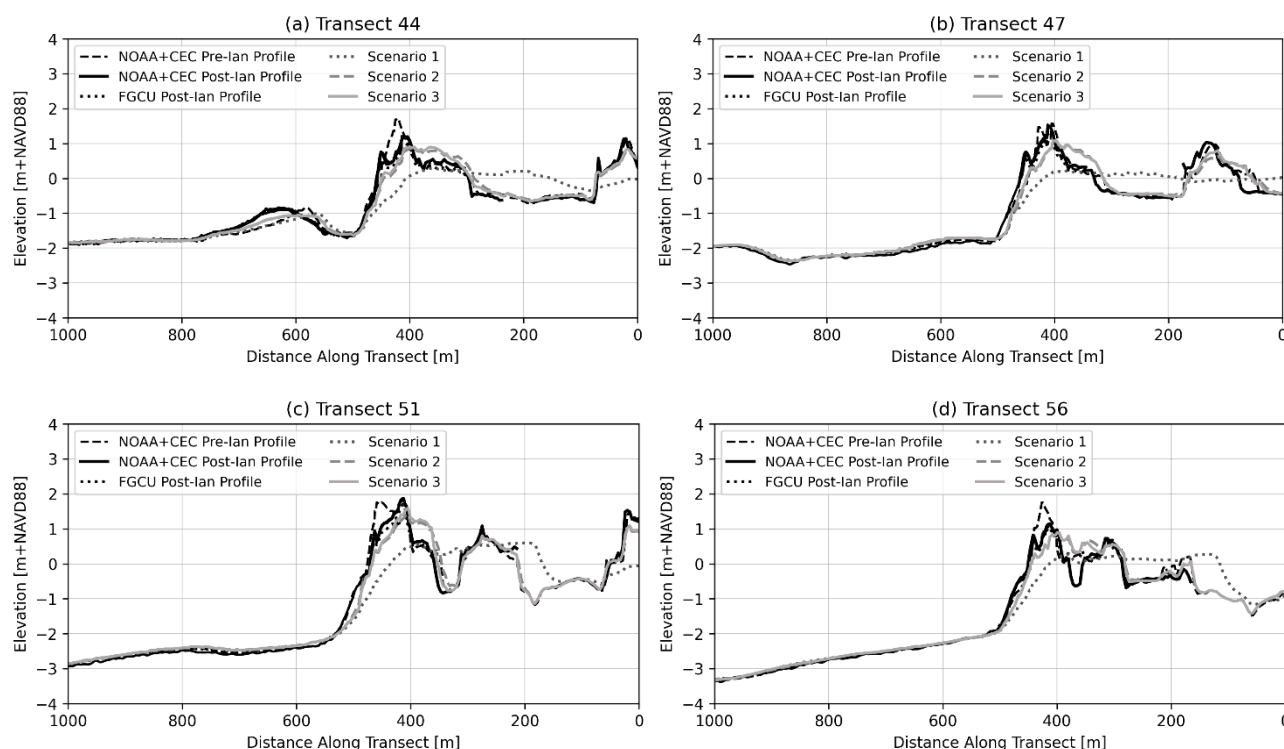 (a) Transect 44
NOAA+CEC Pre-Ian Profile
NOAA+CEC Post-Ian Profile
FGCU Post-Ian Profile
Scenario 1
Scenario 2
Scenario 3
4
3
2
1
0
−1
−2
−3
−4
Elevation [m+NAVD88]
1000 800 600 400 200 0
Distance Along Transect [m]
(b) Transect 47
NOAA+CEC Pre-Ian Profile
NOAA+CEC Post-Ian Profile
FGCU Post-Ian Profile
Scenario 1
Scenario 2
Scenario 3
4
3
2
1
0
−1
−2
−3
−4
Elevation [m+NAVD88]
1000 800 600 400 200 0
Distance Along Transect [m]
(c) Transect 51
NOAA+CEC Pre-Ian Profile
NOAA+CEC Post-Ian Profile
FGCU Post-Ian Profile
Scenario 1
Scenario 2
Scenario 3
4
3
2
1
0
−1
−2
−3
−4
Elevation [m+NAVD88]
1000 800 600 400 200 0
Distance Along Transect [m]
(d) Transect 56
NOAA+CEC Pre-Ian Profile
NOAA+CEC Post-Ian Profile
FGCU Post-Ian Profile
Scenario 1
Scenario 2
Scenario 3
4
3
2
1
0
−1
−2
−3
−4
Elevation [m+NAVD88]
1000 800 600 400 200 0
Distance Along Transect [m]